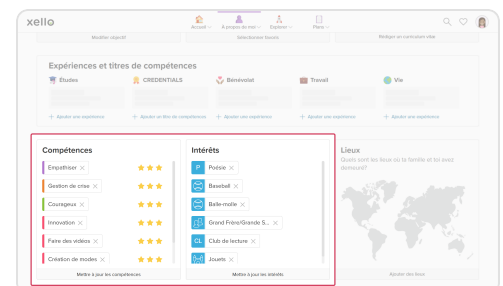 xello
Accueil
À propos de moi
Explorer
Plans
Modifier objectif
Sélectionner favoris
Rédiger un curriculum vitae
Expériences et titres de compétences
Études
CREDENTIALS
Bénévolat
Travail
Vie
+ Ajouter une expérience
+ Ajouter un titre de compétences
+ Ajouter une expérience
+ Ajouter une expérience
+ Ajouter une expérience
Compétences
Empathiser ×
Gestion de crise ×
Courageux ×
Innovation ×
Faire des vidéos ×
Création de modes ×
Mettre à jour les compétences
Intérêts
P Poésie ×
Baseball ×
Balle-molle ×
Grand Frère/Grande S... ×
CL Club de lecture ×
Jouets ×
Mettre à jour les intérêts
Lieux
Quels sont les lieux où ta famille et toi avez
demeuré?
Ajouter des lieux